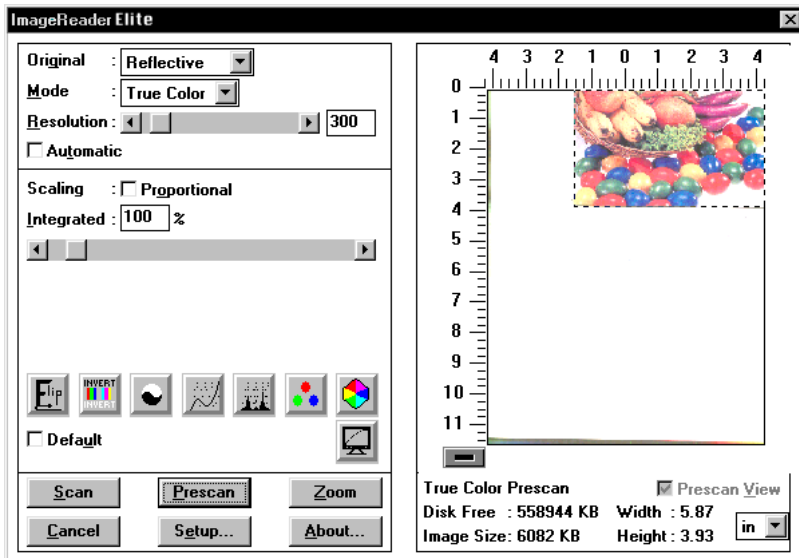 ImageReader Elite
Original : Reflective
Mode : True Color
Resolution : 300
Automatic
Scaling : Proportional
Integrated : 100 %
Flip
INVERT
INVERT
Default
Scan Prescan Zoom
Cancel Setup... About...
4 3 2 1 0 1 2 3 4
0
1
2
3
4
5
6
7
8
9
10
11
True Color Prescan Prescan View
Disk Free : 558944 KB Width : 5.87
Image Size: 6082 KB Height : 3.93
in